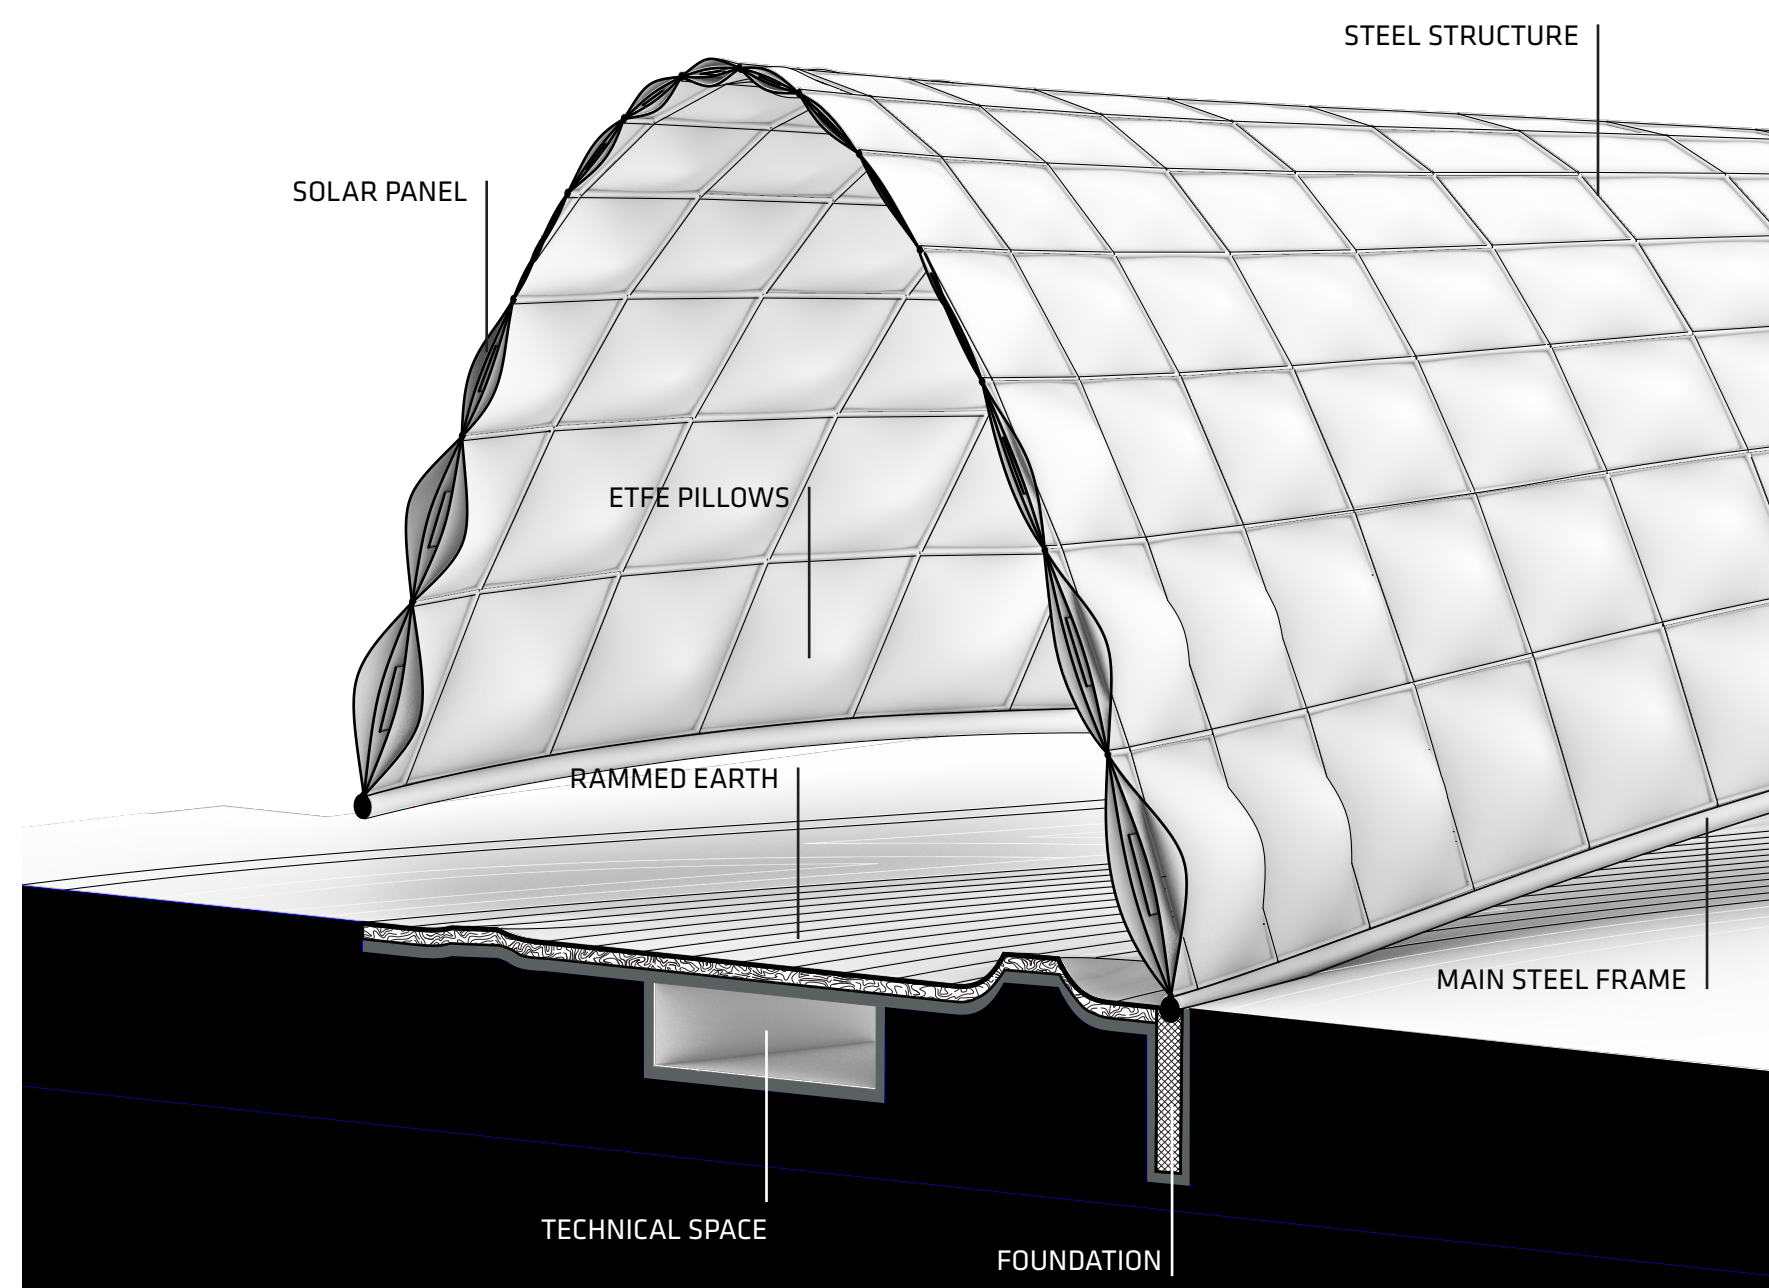 STEEL STRUCTURE
SOLAR PANEL
ETFE PILLOWS
RAMMED EARTH
MAIN STEEL FRAME
TECHNICAL SPACE
FOUNDATION